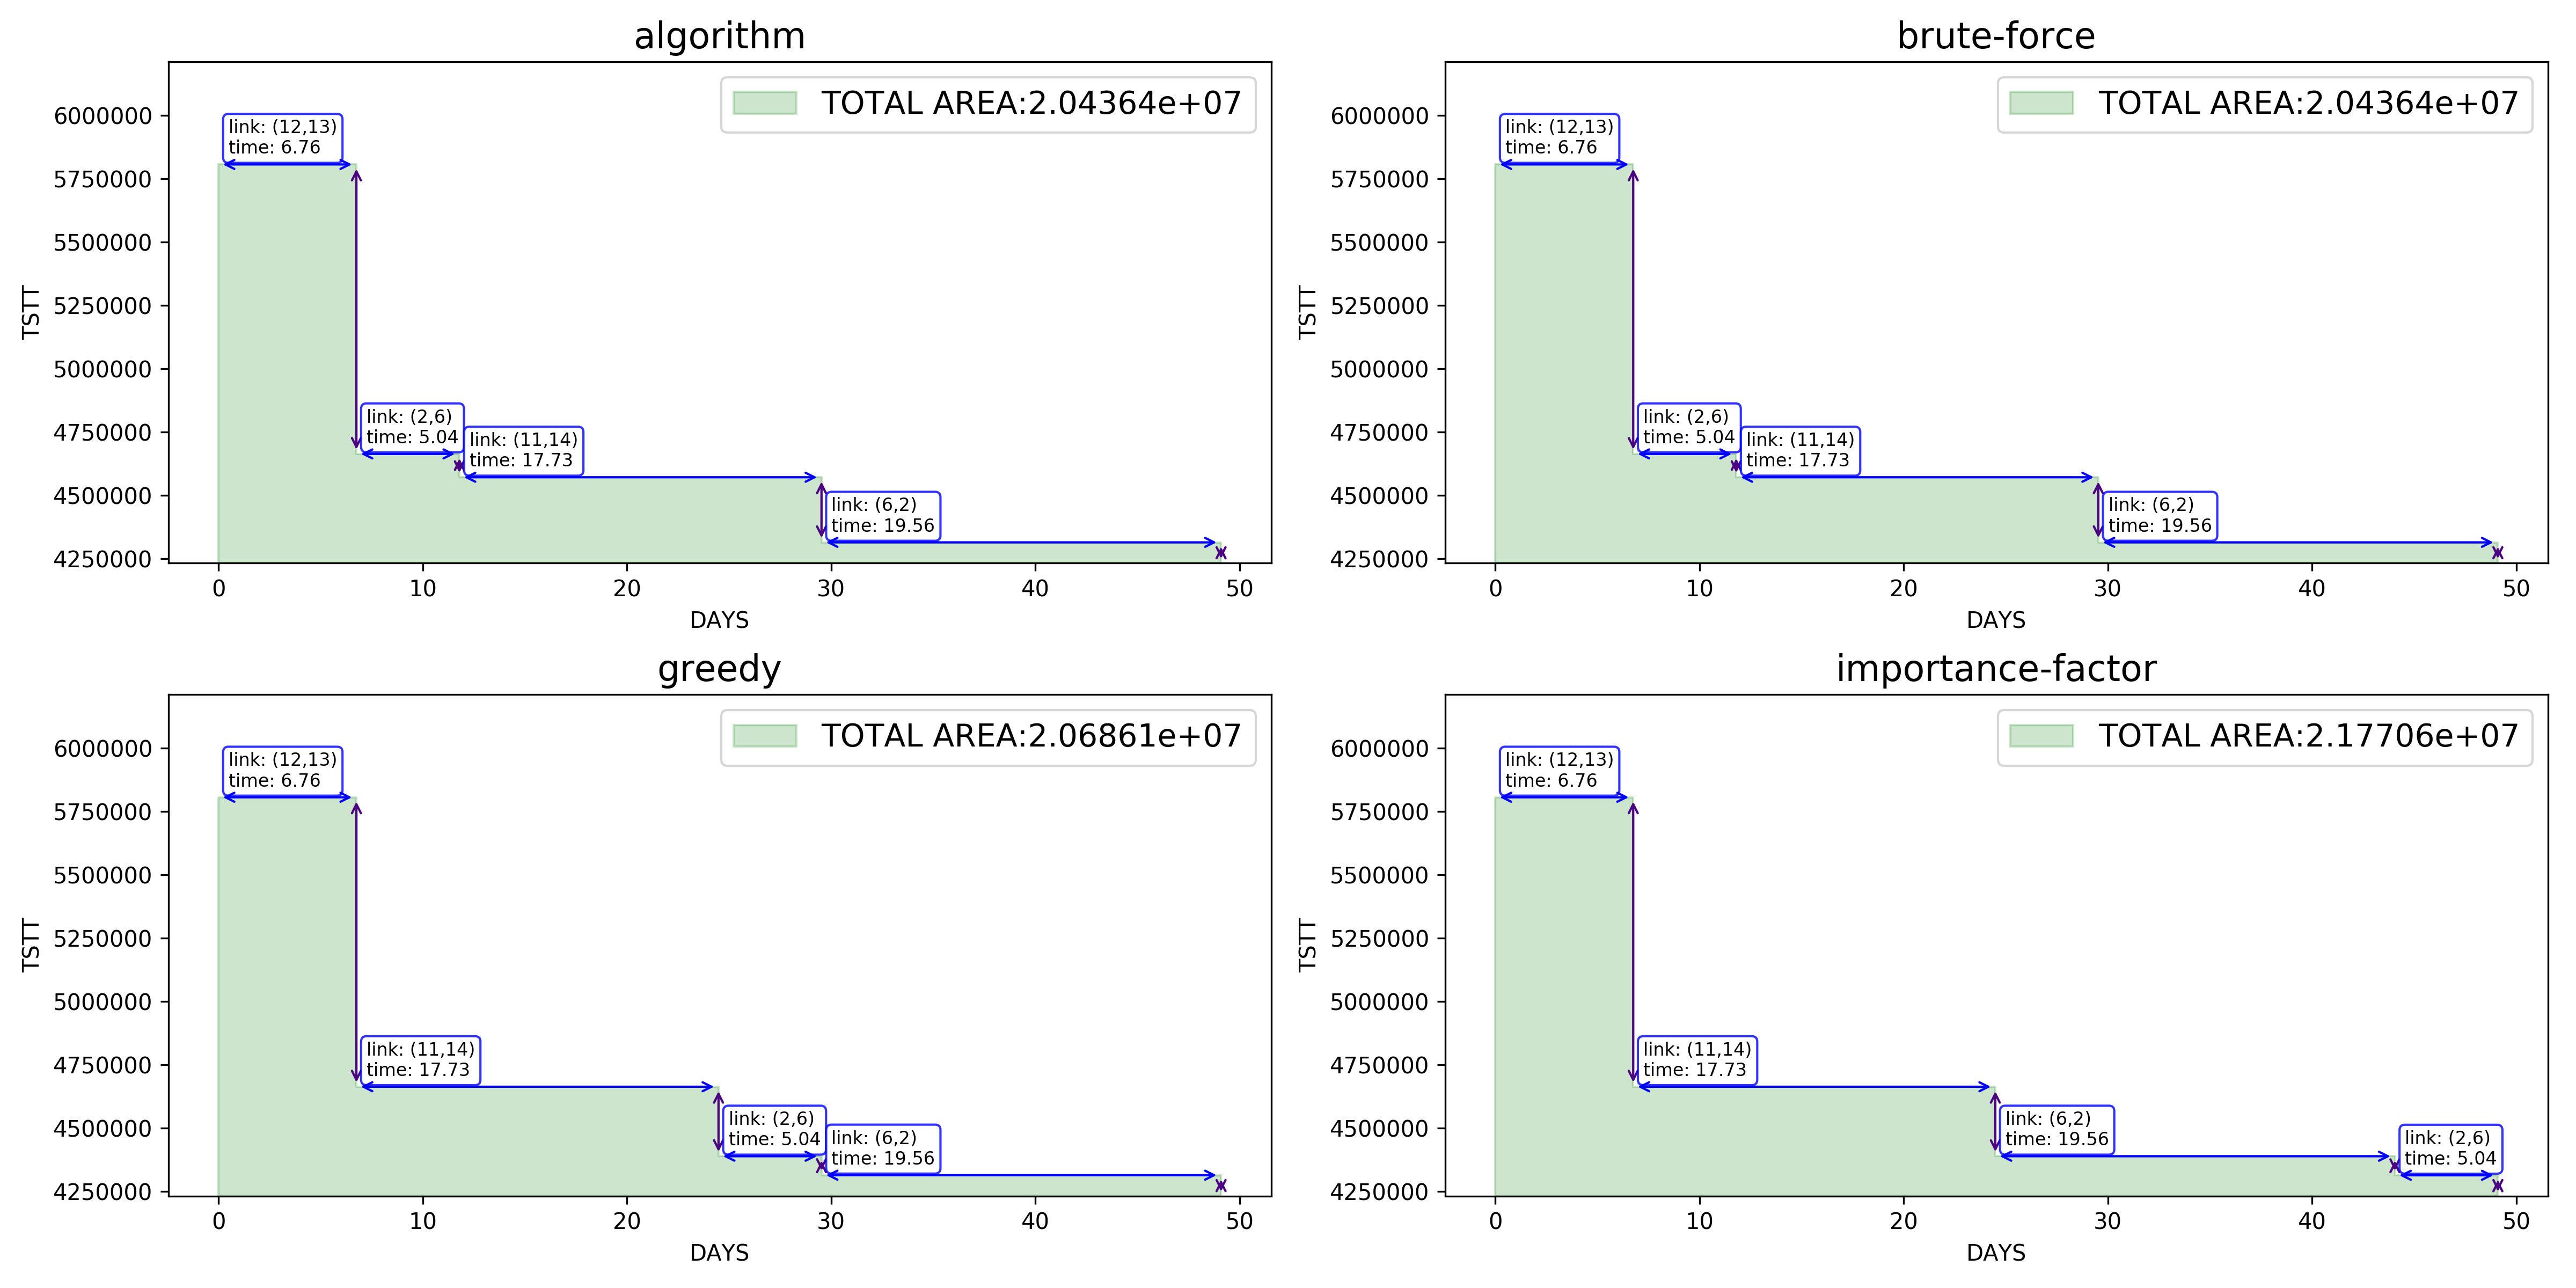 algorithm
TOTAL AREA:2.04364e+07
TSTT
6000000
5750000
5500000
5250000
5000000
4750000
4500000
4250000
link: (12,13)
time: 6.76
link: (2,6)
time: 5.04
link: (11,14)
time: 17.73
link: (6,2)
time: 19.56
0 10 20 30 40 50
DAYS
brute-force
TOTAL AREA:2.04364e+07
TSTT
6000000
5750000
5500000
5250000
5000000
4750000
4500000
4250000
link: (12,13)
time: 6.76
link: (2,6)
time: 5.04
link: (11,14)
time: 17.73
link: (6,2)
time: 19.56
0 10 20 30 40 50
DAYS
greedy
TOTAL AREA:2.06861e+07
TSTT
6000000
5750000
5500000
5250000
5000000
4750000
4500000
4250000
link: (12,13)
time: 6.76
link: (11,14)
time: 17.73
link: (2,6)
time: 5.04
link: (6,2)
time: 19.56
0 10 20 30 40 50
DAYS
importance-factor
TOTAL AREA:2.17706e+07
TSTT
6000000
5750000
5500000
5250000
5000000
4750000
4500000
4250000
link: (12,13)
time: 6.76
link: (11,14)
time: 17.73
link: (6,2)
time: 19.56
link: (2,6)
time: 5.04
0 10 20 30 40 50
DAYS